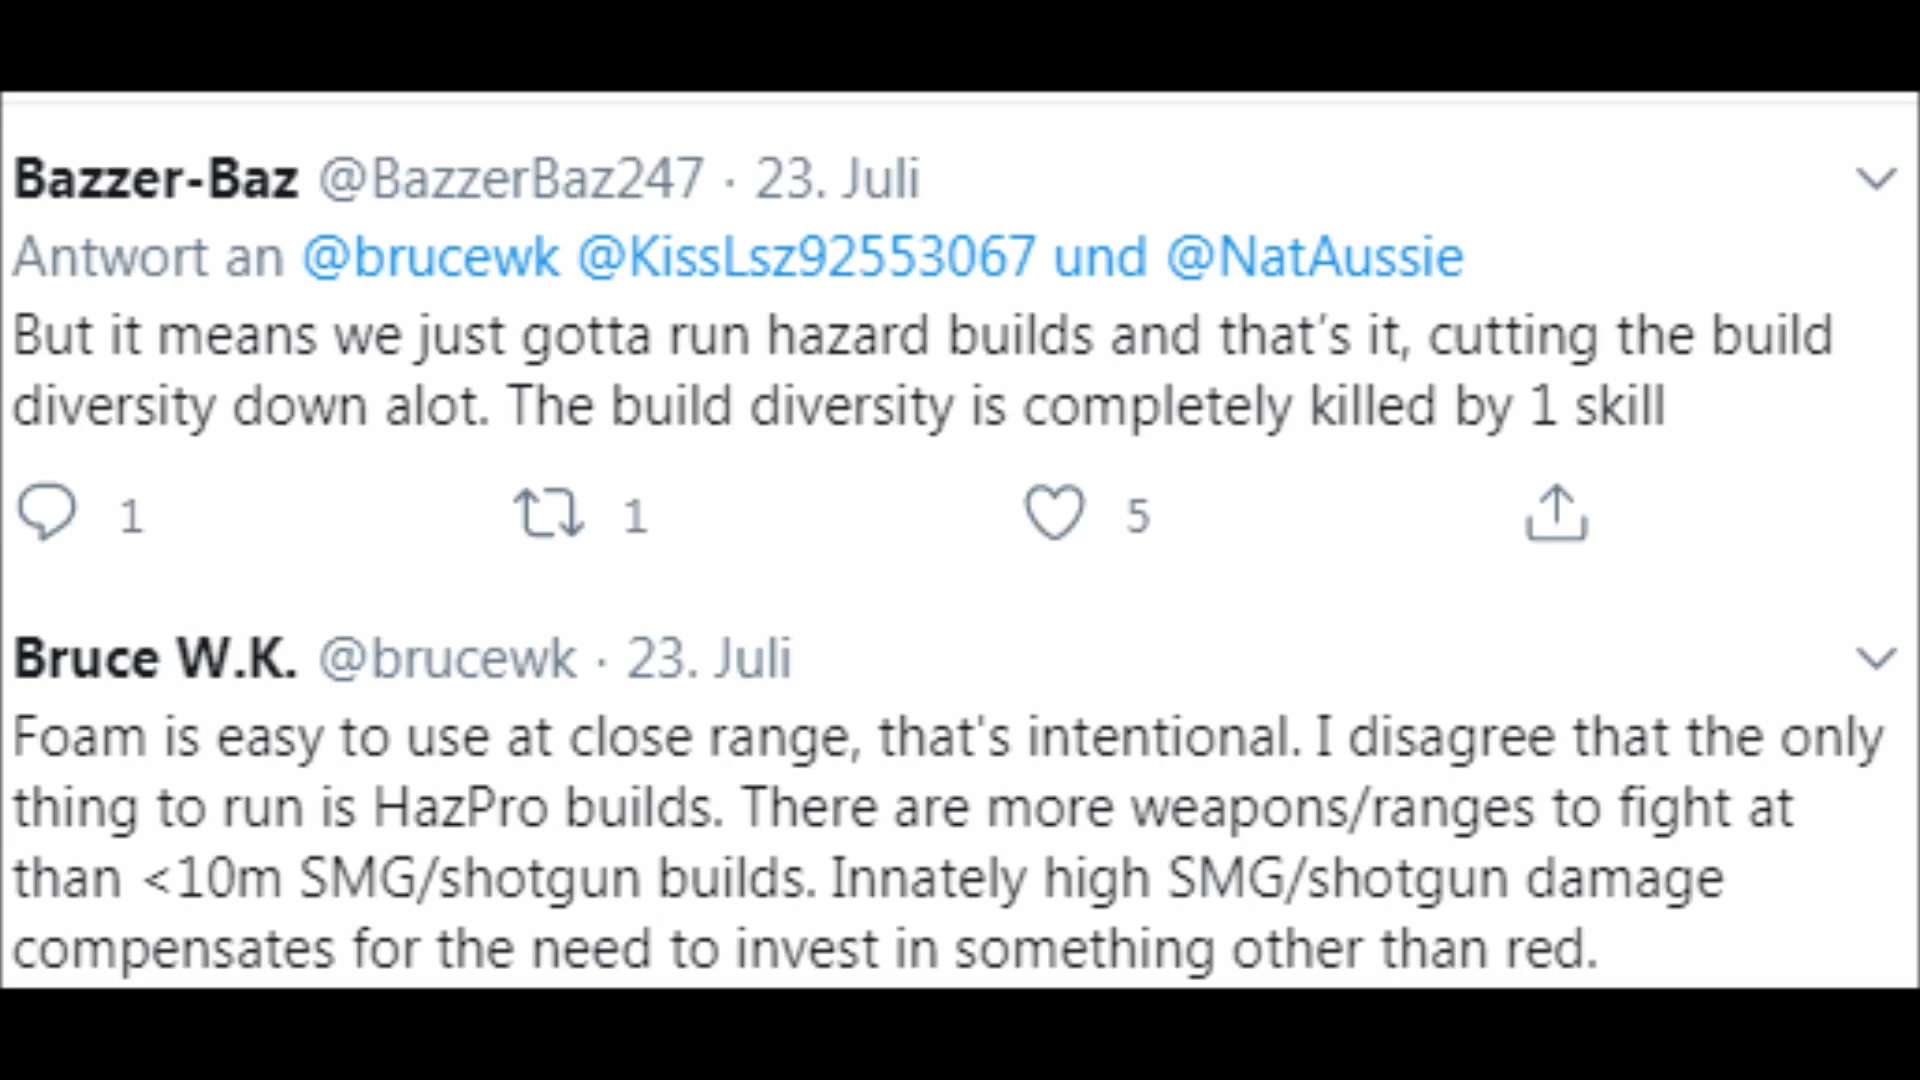 Bazzer-Baz @BazzerBaz247 · 23. Juli
Antwort an @brucewk @KissLsz92553067 und @NatAussie
But it means we just gotta run hazard builds and that's it, cutting the build
diversity down alot. The build diversity is completely killed by 1 skill
1 1 5
Bruce W.K. @brucewk · 23. Juli
Foam is easy to use at close range, that's intentional. I disagree that the only
thing to run is HazPro builds. There are more weapons/ranges to fight at
than <10m SMG/shotgun builds. Innately high SMG/shotgun damage
compensates for the need to invest in something other than red.